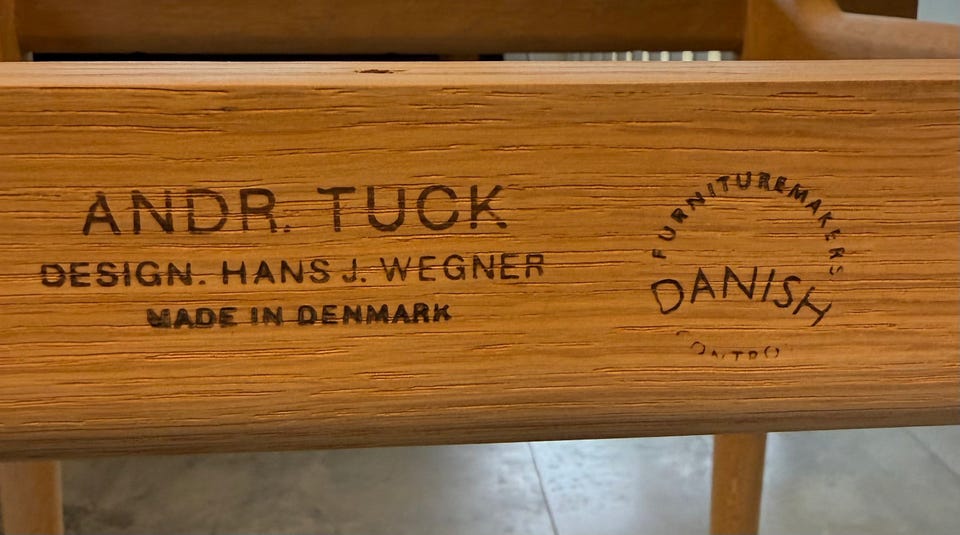 ANDR. TUCK
DESIGN. HANS J. WEGNER
MADE IN DENMARK
FURNITUREMAKERS
DANISH